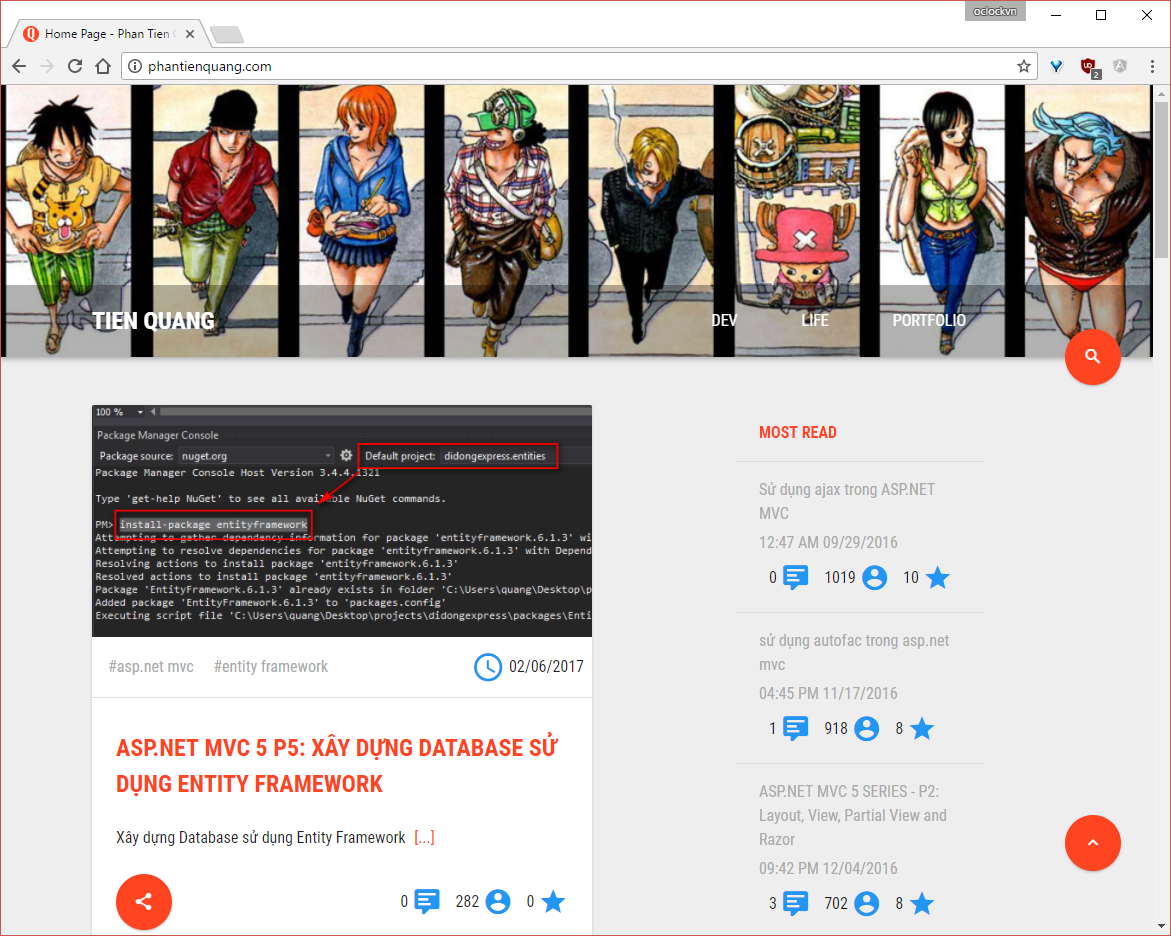 oclockvn
Home Page - Phan Tien
phantienquang.com
2
TIEN QUANG
DEV
LIFE
PORTFOLIO
100 %
Package Manager Console
Package source: nuget.org
Default project: didongexpress.entities
Package Manager Console Host Version 3.4.4.1321
Type 'get-help NuGet' to see all available NuGet commands.
PM> install-package entityframework
Attempting to gather dependency information for package 'entityframework.6.1.3' wi
Attempting to resolve dependencies for package 'entityframework.6.1.3' with Depend
Resolving actions to install package 'entityframework.6.1.3'
Resolved actions to install package 'entityframework.6.1.3'
Package 'EntityFramework.6.1.3' already exists in folder 'C:\Users\quang\Desktop\p
Added package 'EntityFramework.6.1.3' to 'packages.config'
Executing script file 'C:\Users\quang\Desktop\projects\didongexpress\packages\Enti
#asp.net mvc #entity framework 02/06/2017
ASP.NET MVC 5 P5: XÂY DỰNG DATABASE SỬ
DỤNG ENTITY FRAMEWORK
Xây dựng Database sử dụng Entity Framework [...]
0 282 0
MOST READ
Sử dụng ajax trong ASP.NET
MVC
12:47 AM 09/29/2016
0 1019 10
sử dụng autofac trong asp.net
mvc
04:45 PM 11/17/2016
1 918 8
ASP.NET MVC 5 SERIES - P2:
Layout, View, Partial View and
Razor
09:42 PM 12/04/2016
3 702 8